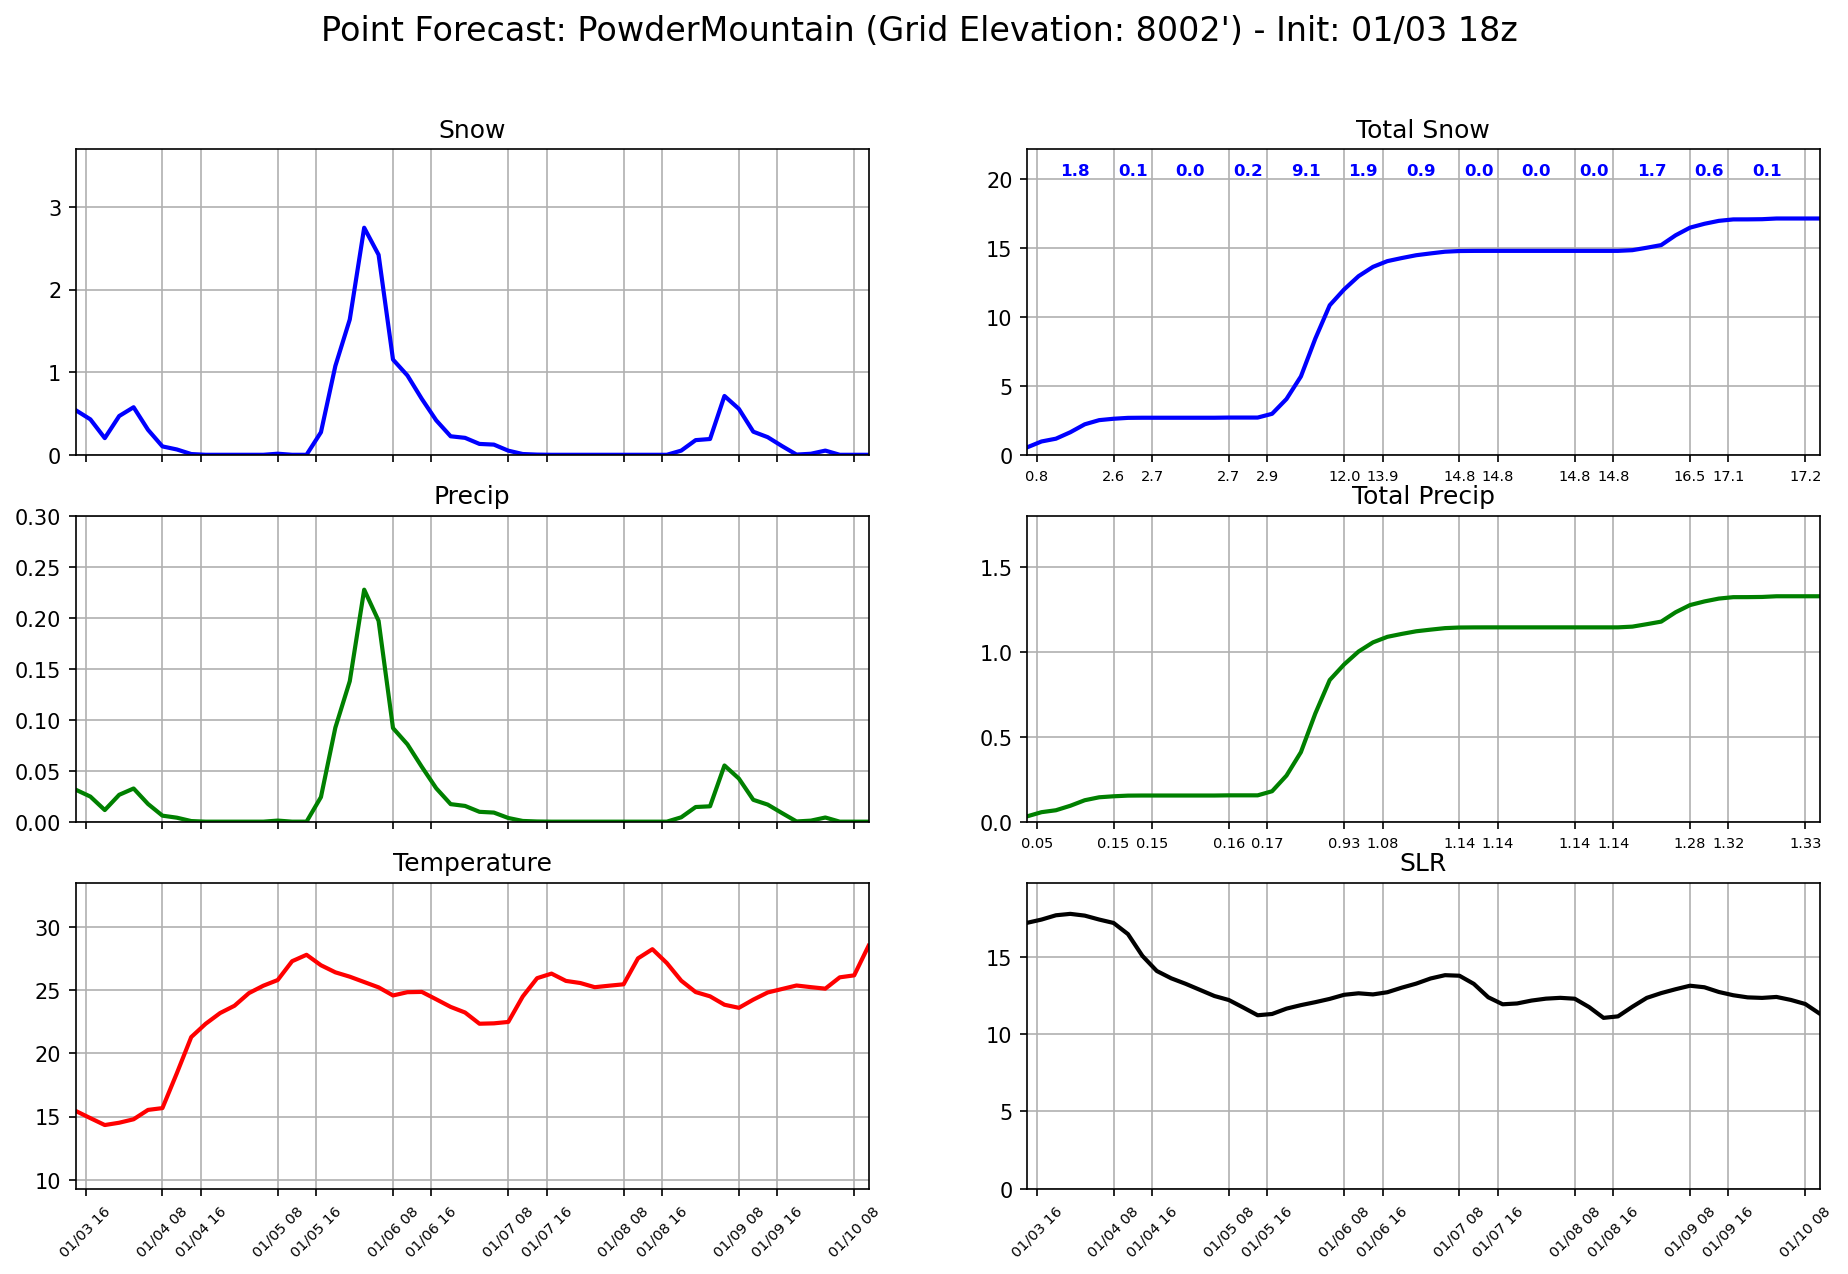 Point Forecast: PowderMountain (Grid Elevation: 8002') - Init: 01/03 18z
Snow
3
2
1
0
Total Snow
1.8 0.1 0.0 0.2 9.1 1.9 0.9 0.0 0.0 0.0 1.7 0.6 0.1
20
15
10
5
0
0.8 2.6 2.7 2.7 2.9 12.0 13.9 14.8 14.8 14.8 14.8 16.5 17.1 17.2
Precip
0.30
0.25
0.20
0.15
0.10
0.05
0.00
Total Precip
1.5
1.0
0.5
0.0
0.05 0.15 0.15 0.16 0.17 0.93 1.08 1.14 1.14 1.14 1.14 1.28 1.32 1.33
Temperature
30
25
20
15
10
01/03 16 01/04 08 01/04 16 01/05 08 01/05 16 01/06 08 01/06 16 01/07 08 01/07 16 01/08 08 01/08 16 01/09 08 01/09 16 01/10 08
SLR
15
10
5
0
01/03 16 01/04 08 01/04 16 01/05 08 01/05 16 01/06 08 01/06 16 01/07 08 01/07 16 01/08 08 01/08 16 01/09 08 01/09 16 01/10 08